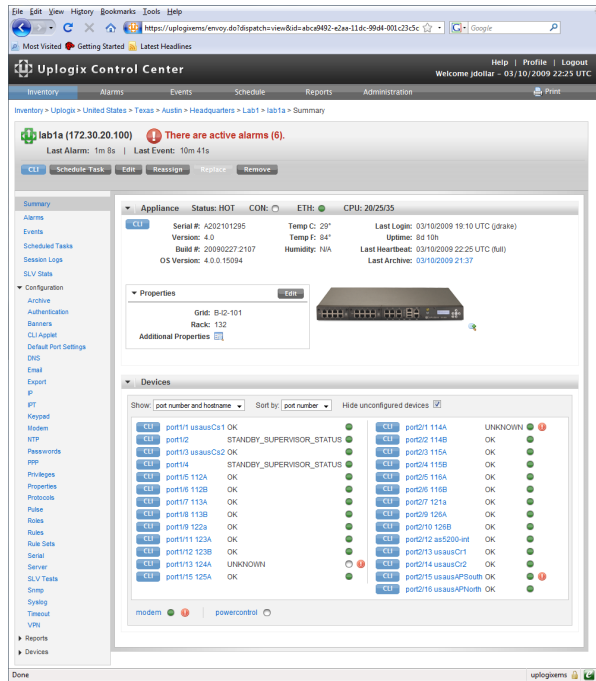 File Edit View History Bookmarks Tools Help
https://uplogixems/envoy.do?dispatch=view&id=abca9492-e2aa-11dc-99d4-001c23c5c
Google
Most Visited Getting Started Latest Headlines
Uplogix Control Center
Help | Profile | Logout
Welcome jdollar – 03/10/2009 22:25 UTC
Inventory Alarms Events Schedule Reports Administration Print
Inventory > Uplogix > United States > Texas > Austin > Headquarters > Lab1 > lab1a > Summary
lab1a (172.30.20.100) There are active alarms (6).
Last Alarm: 1m 8s | Last Event: 10m 41s
CLI Schedule Task Edit Reassign Replace Remove
Summary
Alarms
Events
Scheduled Tasks
Session Logs
SLV Stats
Configuration
Archive
Authentication
Banners
CLI Applet
Default Port Settings
DNS
Email
Export
IP
IPT
Keypad
Modem
NTP
Passwords
PPP
Privileges
Properties
Protocols
Pulse
Roles
Rules
Rule Sets
Serial
Server
SLV Tests
Snmp
Syslog
Timeout
VPN
Reports
Devices
Appliance Status: HOT CON: ETH: CPU: 20/25/35
CLI Serial #: A202101295 Temp C: 29° Last Login: 03/10/2009 19:10 UTC (jdrake)
Version: 4.0 Temp F: 84° Uptime: 8d 10h
Build #: 20090227:2107 Humidity: N/A Last Heartbeat: 03/10/2009 22:25 UTC (full)
OS Version: 4.0.0.15094 Last Archive: 03/10/2009 21:37
Properties Edit
Grid: B-I2-101
Rack: 132
Additional Properties
Devices
Show: port number and hostname Sort by: port number Hide unconfigured devices
CLI port1/1 usausCs1 OK
CLI port1/2 STANDBY_SUPERVISOR_STATUS
CLI port1/3 usausCs2 OK
CLI port1/4 STANDBY_SUPERVISOR_STATUS
CLI port1/5 112A OK
CLI port1/6 112B OK
CLI port1/7 113A OK
CLI port1/8 113B OK
CLI port1/9 122a OK
CLI port1/11 123A OK
CLI port1/12 123B OK
CLI port1/13 124A UNKNOWN
CLI port1/15 125A OK
CLI port2/1 114A UNKNOWN
CLI port2/2 114B OK
CLI port2/3 115A OK
CLI port2/4 115B OK
CLI port2/5 116A OK
CLI port2/6 116B OK
CLI port2/7 121a OK
CLI port2/9 126A OK
CLI port2/10 126B OK
CLI port2/12 as5200-int OK
CLI port2/13 usausCr1 OK
CLI port2/14 usausCr2 OK
CLI port2/15 usausAPSouth OK
CLI port2/16 usausAPNorth OK
modem powercontrol
Done uplogixems